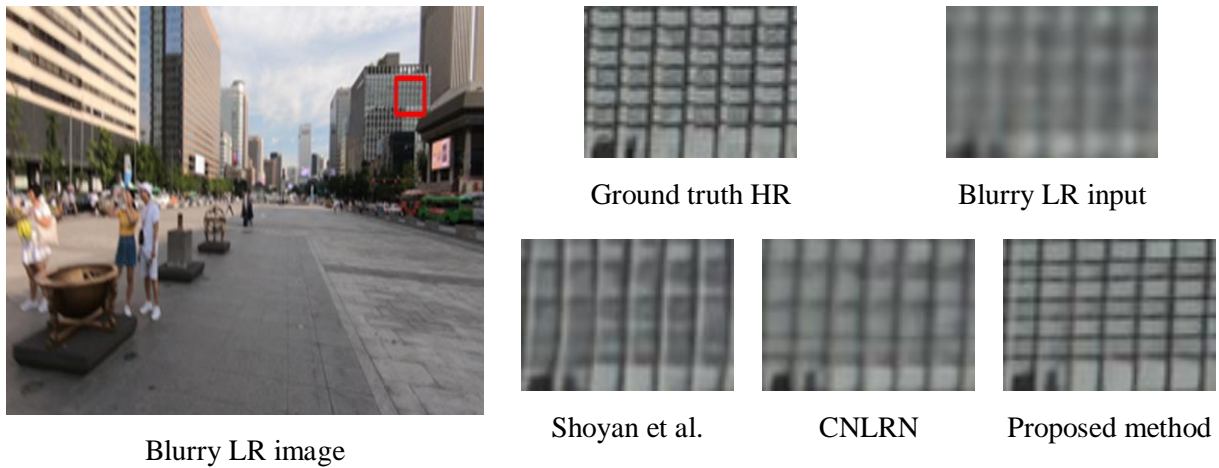 Ground truth HR
Blurry LR input
Shoyan et al.
CNLRN
Proposed method
Blurry LR image